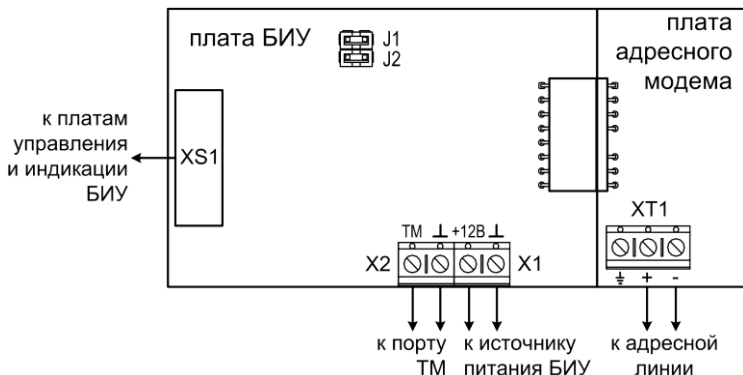 плата БИУ
J1
J2
плата
адресного
модема
к платам
управления
и индикации
БИУ
XS1
XT1
TM ⊥ +12В ⊥
X2
X1
+ -
к порту
ТМ
к источнику
питания БИУ
к адресной
линии